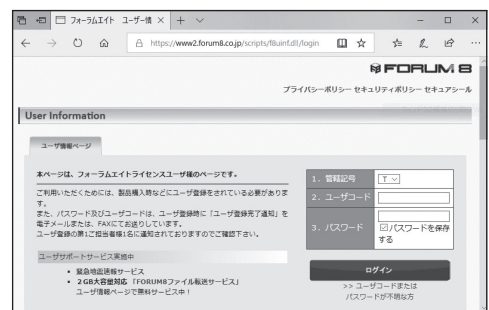 フォーラムエイト ユーザー情
https://www2.forum8.co.jp/scripts/f8uinf.dll/login
FORUM 8
プライバシーポリシー セキュリティポリシー セキュアシール
User Information
ユーザ情報ページ
本ページは、フォーラムエイトライセンスユーザ様のページです。
ご利用いただくためには、製品購入時などにユーザ登録をされている必要があります。
また、パスワード及びユーザコードは、ユーザ登録時に「ユーザ登録完了通知」を
電子メールまたは、FAXにてお送りしています。
ユーザ登録の第1ご担当者様1名に通知されておりますのでご確認下さい。
ユーザサポートサービス実施中
• 緊急地震速報サービス
• 2GB大容量対応 「FORUM8ファイル転送サービス」
ユーザ情報ページで無料サービス中！
1．管轄記号
T
2．ユーザコード
3．パスワード
パスワードを保存
する
ログイン
>> ユーザコードまたは
パスワードが不明な方